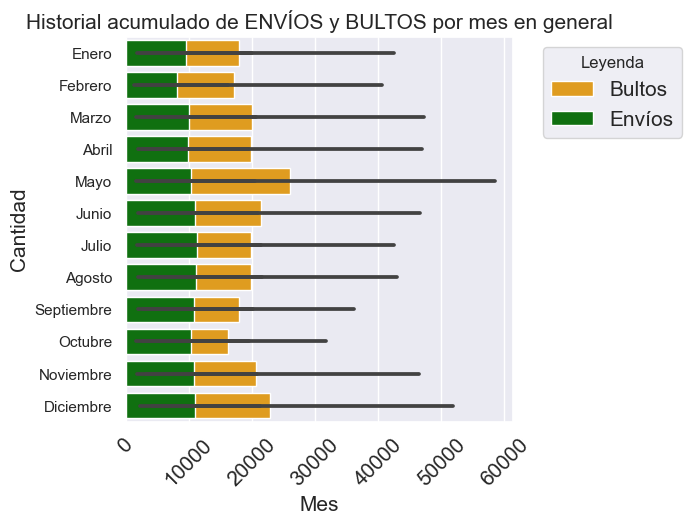 Historial acumulado de ENVÍOS y BULTOS por mes en general
Leyenda
Bultos
Envíos
Cantidad
Enero
Febrero
Marzo
Abril
Mayo
Junio
Julio
Agosto
Septiembre
Octubre
Noviembre
Diciembre
0
10000
20000
30000
40000
50000
60000
Mes